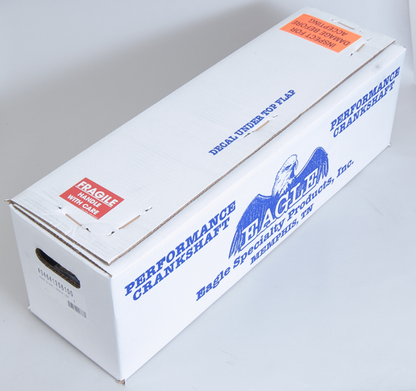 INSPECT FOR
DAMAGE BEFORE
ACCEPTING
DECAL UNDER TOP FLAP
FRAGILE
HANDLE
WITH CARE
PERFORMANCE
CRANKSHAFT
EAGLE
Eagle Specialty Products, Inc.
MEMPHIS, TN
PERFORMANCE
CRANKSHAFT